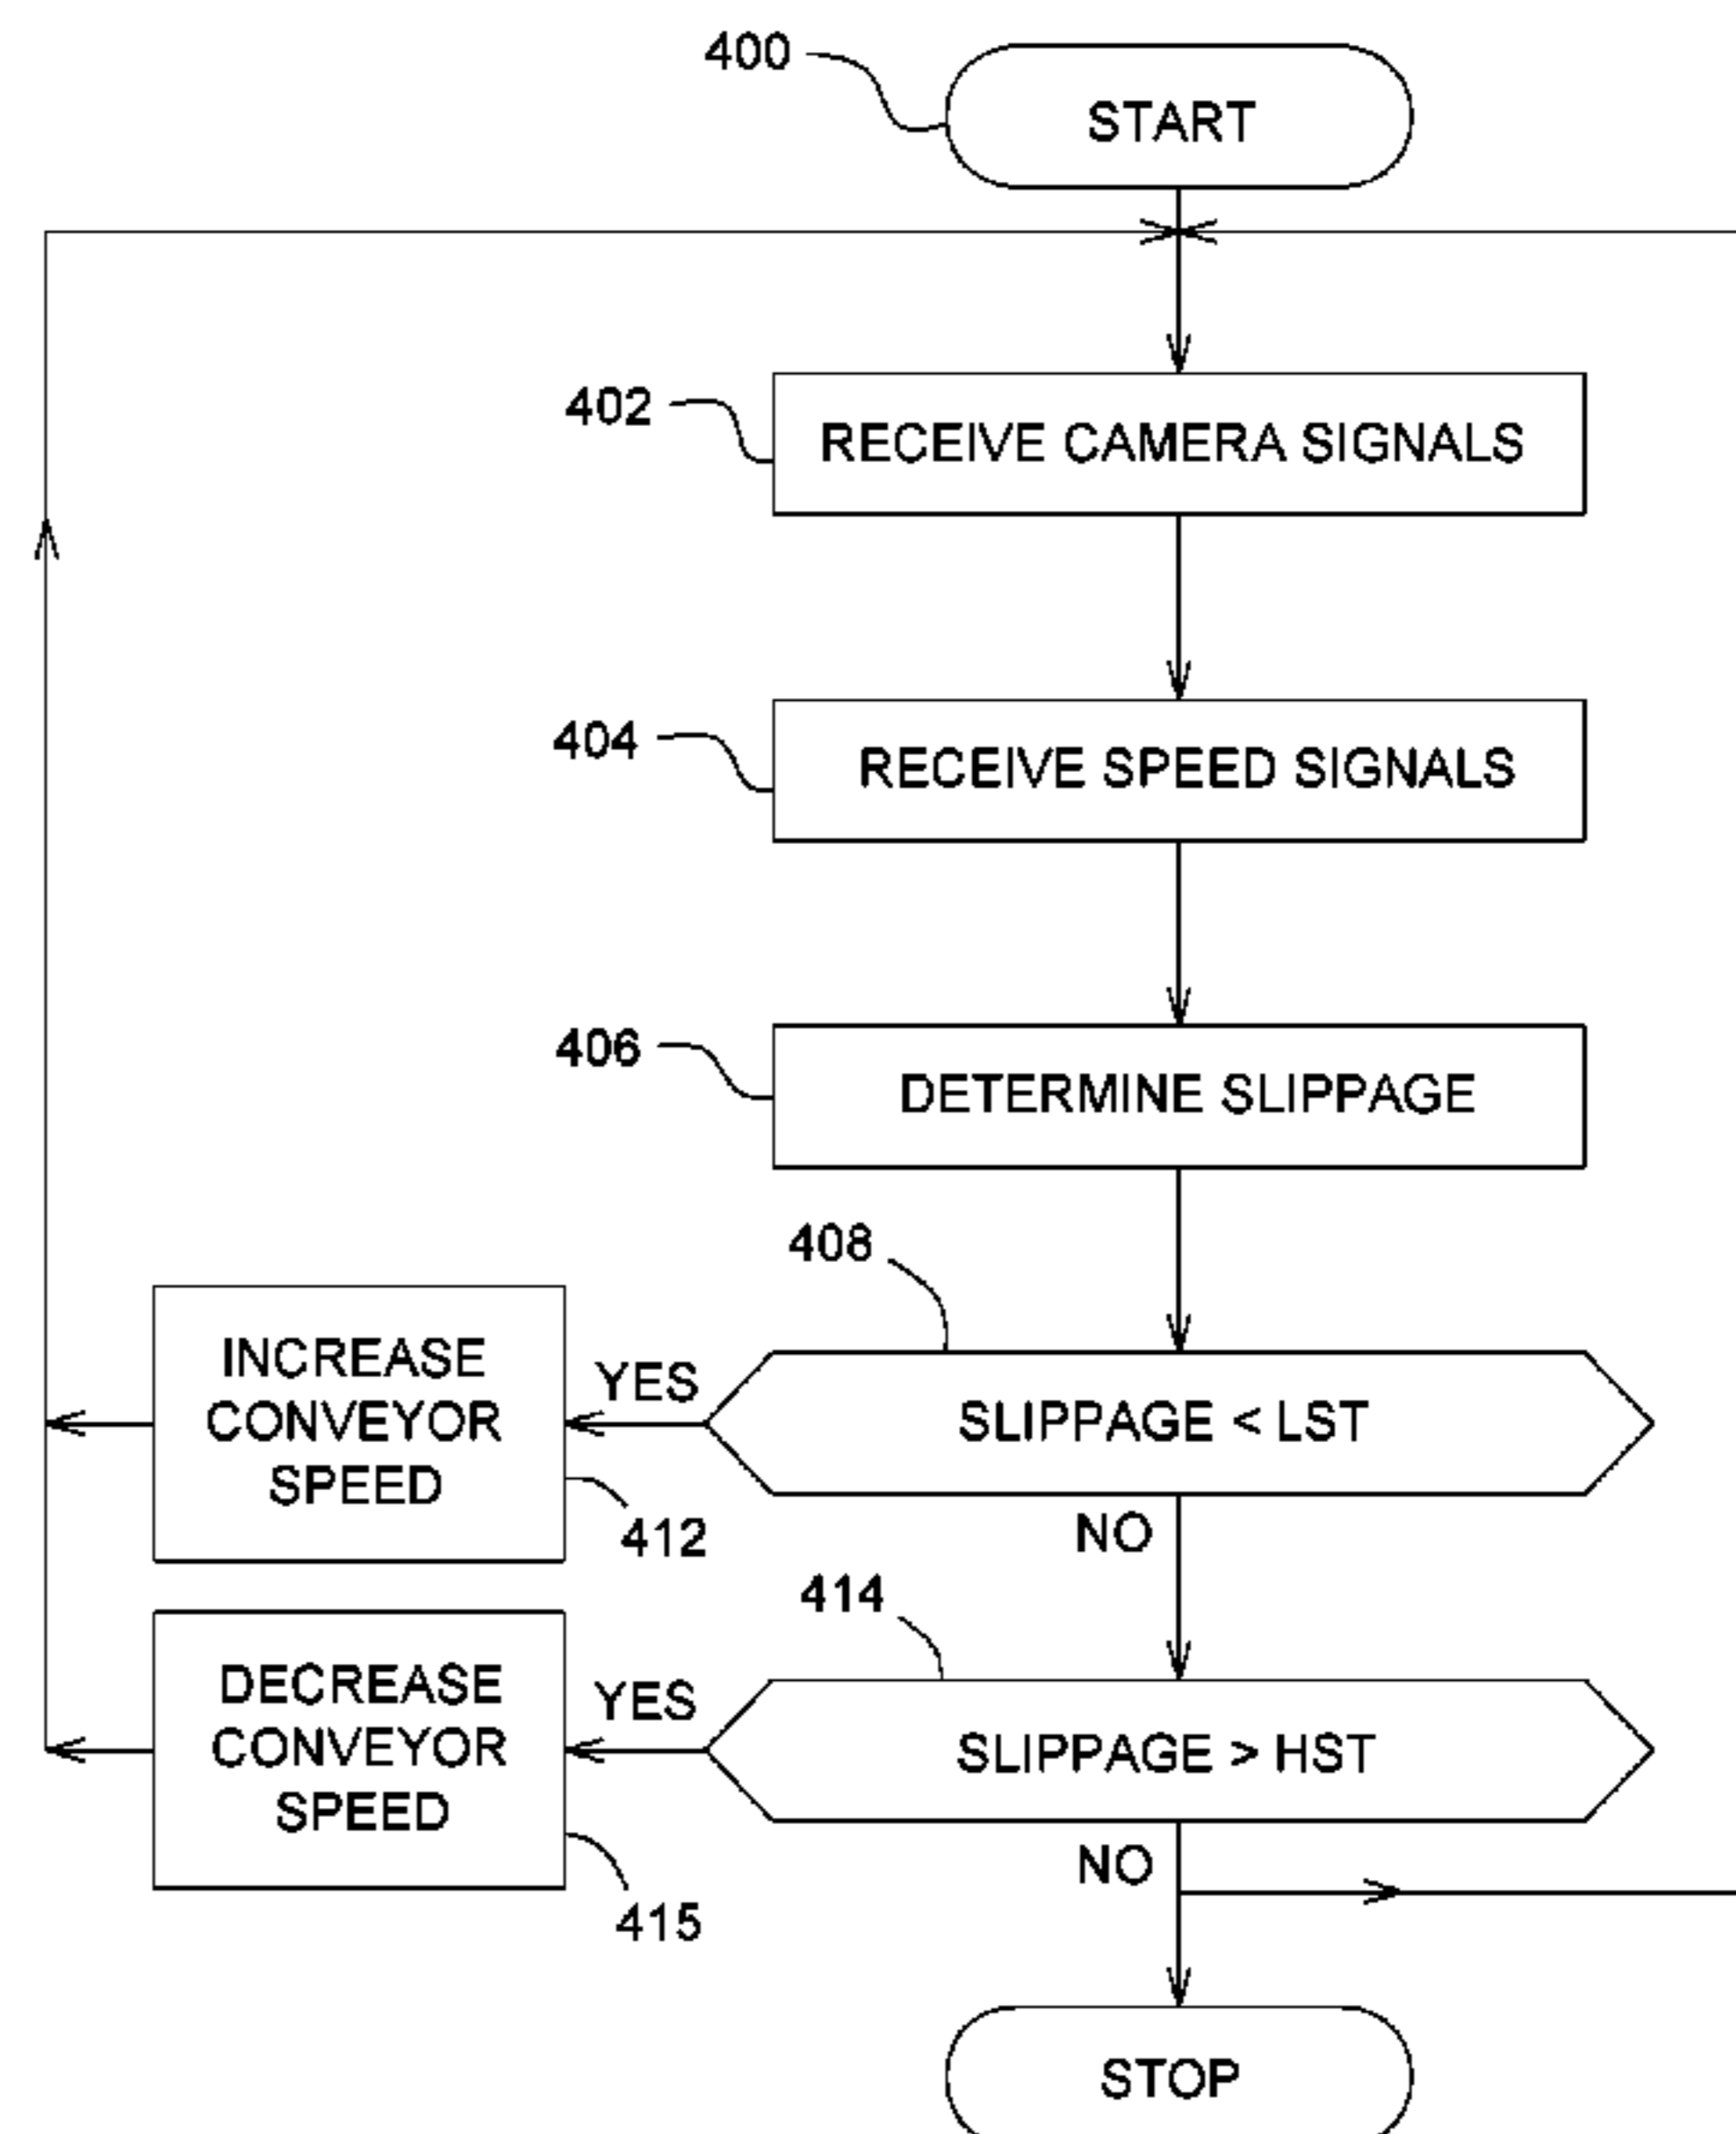 400
START
402
RECEIVE CAMERA SIGNALS
404
RECEIVE SPEED SIGNALS
406
DETERMINE SLIPPAGE
408
INCREASE
CONVEYOR
SPEED
YES
SLIPPAGE < LST
412
NO
414
DECREASE
CONVEYOR
SPEED
YES
SLIPPAGE > HST
415
NO
STOP